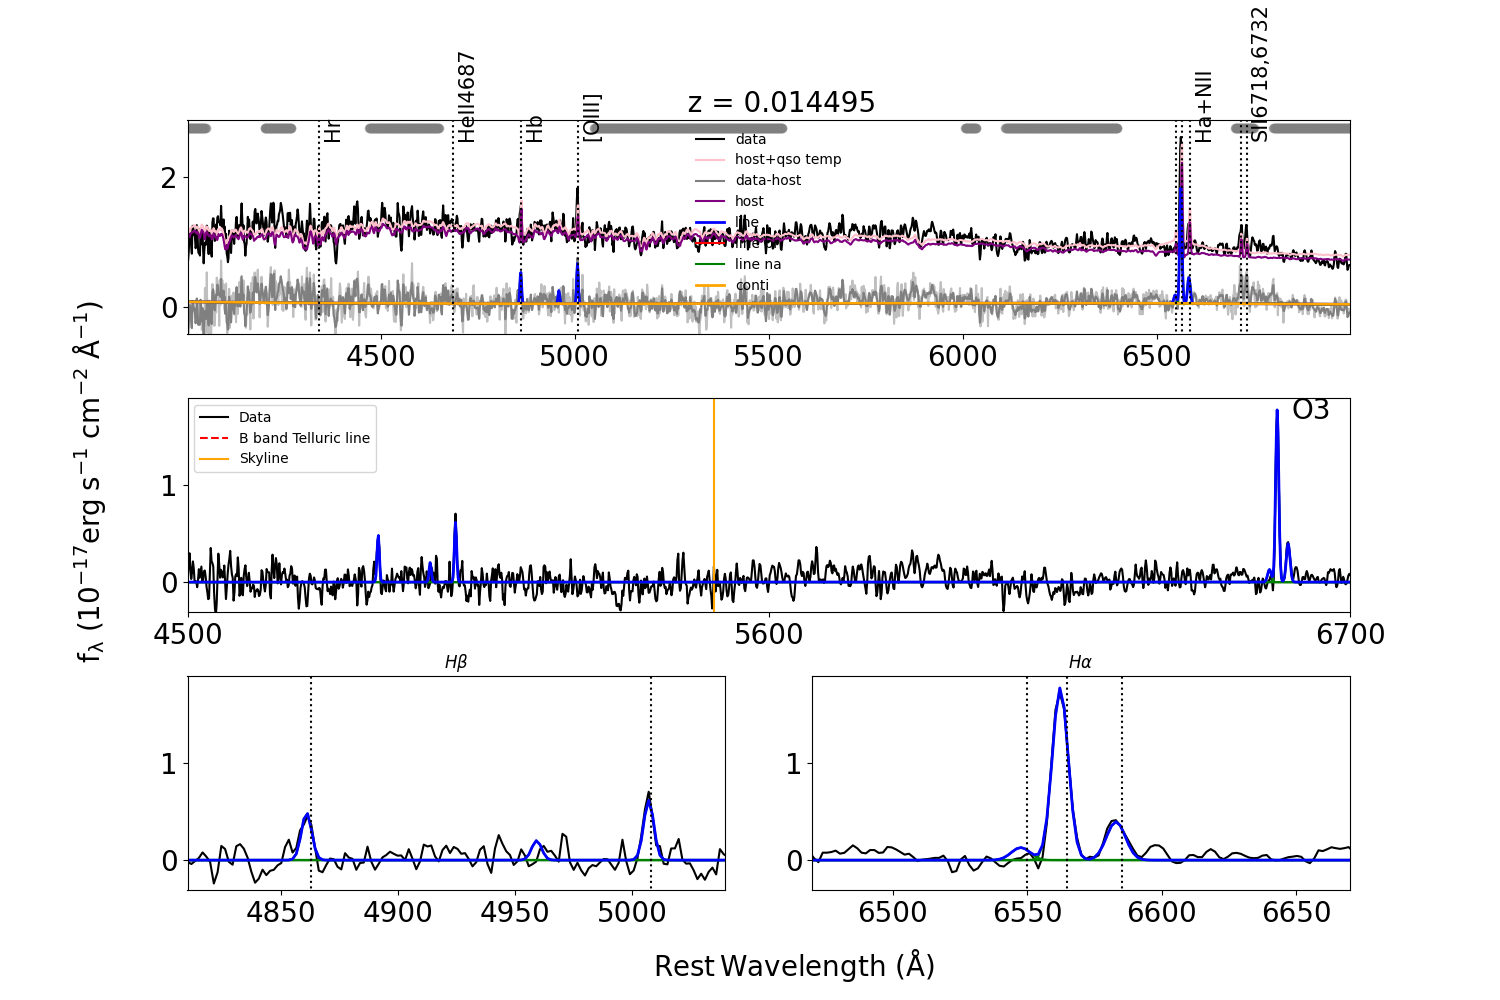 z = 0.014495
Hr
HeII4687
Hb
[OIII]
Ha+NII
SII6718,6732
data
host+qso temp
data-host
host
line
line na
conti
2
0
4500
5000
5500
6000
6500
Data
B band Telluric line
Skyline
O3
1
0
4500
5600
6700
fλ (10−17erg s−1 cm−2 Å−1)
Hβ
1
0
4850
4900
4950
5000
Hα
1
0
6500
6550
6600
6650
Rest Wavelength (Å)